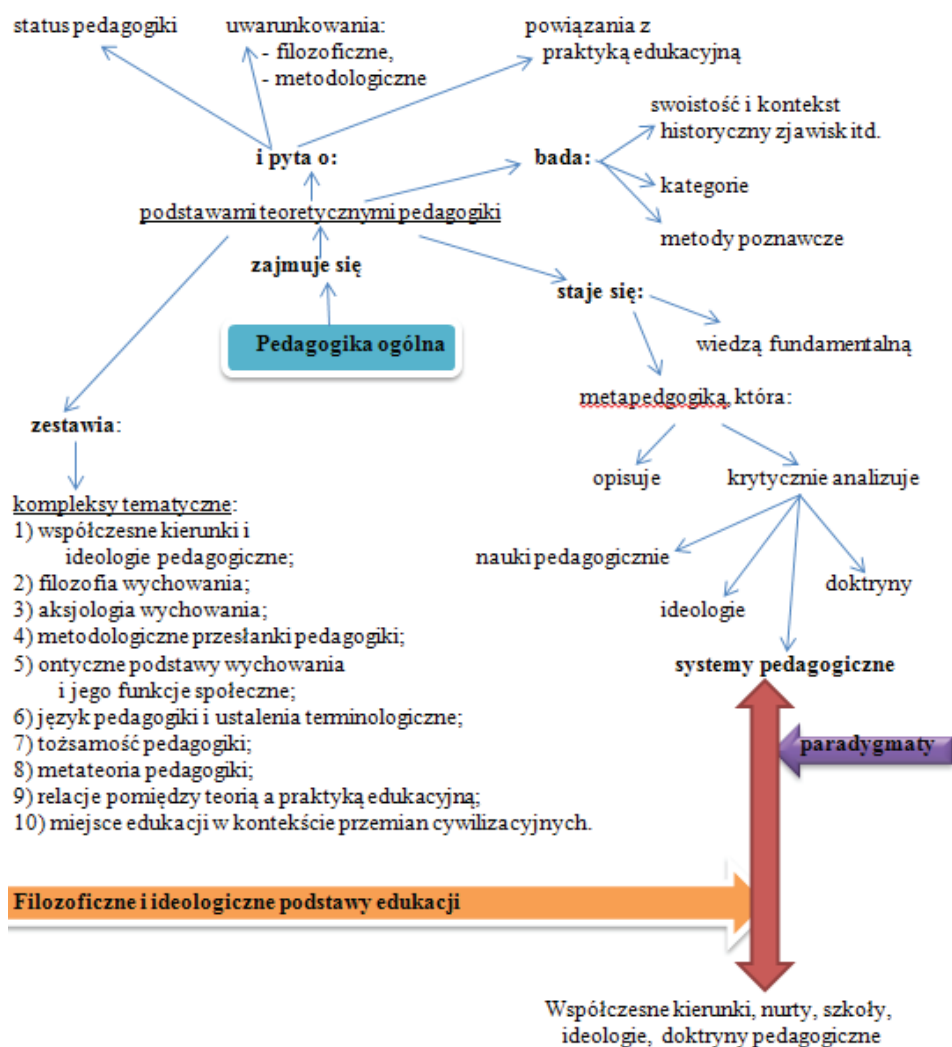 status pedagogiki
uwarunkowania:
- filozoficzne,
- metodologiczne
powiązania z
praktyką edukacyjną
i pyta o:
bada:
swoistość i kontekst
historyczny zjawisk itd.
kategorie
metody poznawcze
podstawami teoretycznymi pedagogiki
zajmuje się
Pedagogika ogólna
staje się:
wiedzą fundamentalną
metapedgogiką, która:
opisuje
krytycznie analizuje
nauki pedagogicznie
ideologie
doktryny
systemy pedagogiczne
zestawia:
kompleksy tematyczne:
1) współczesne kierunki i
ideologie pedagogiczne;
2) filozofia wychowania;
3) aksjologia wychowania;
4) metodologiczne przesłanki pedagogiki;
5) ontyczne podstawy wychowania
i jego funkcje społeczne;
6) język pedagogiki i ustalenia terminologiczne;
7) tożsamość pedagogiki;
8) metateoria pedagogiki;
9) relacje pomiędzy teorią a praktyką edukacyjną;
10) miejsce edukacji w kontekście przemian cywilizacyjnych.
paradygmaty
Filozoficzne i ideologiczne podstawy edukacji
Współczesne kierunki, nurty, szkoły,
ideologie, doktryny pedagogiczne